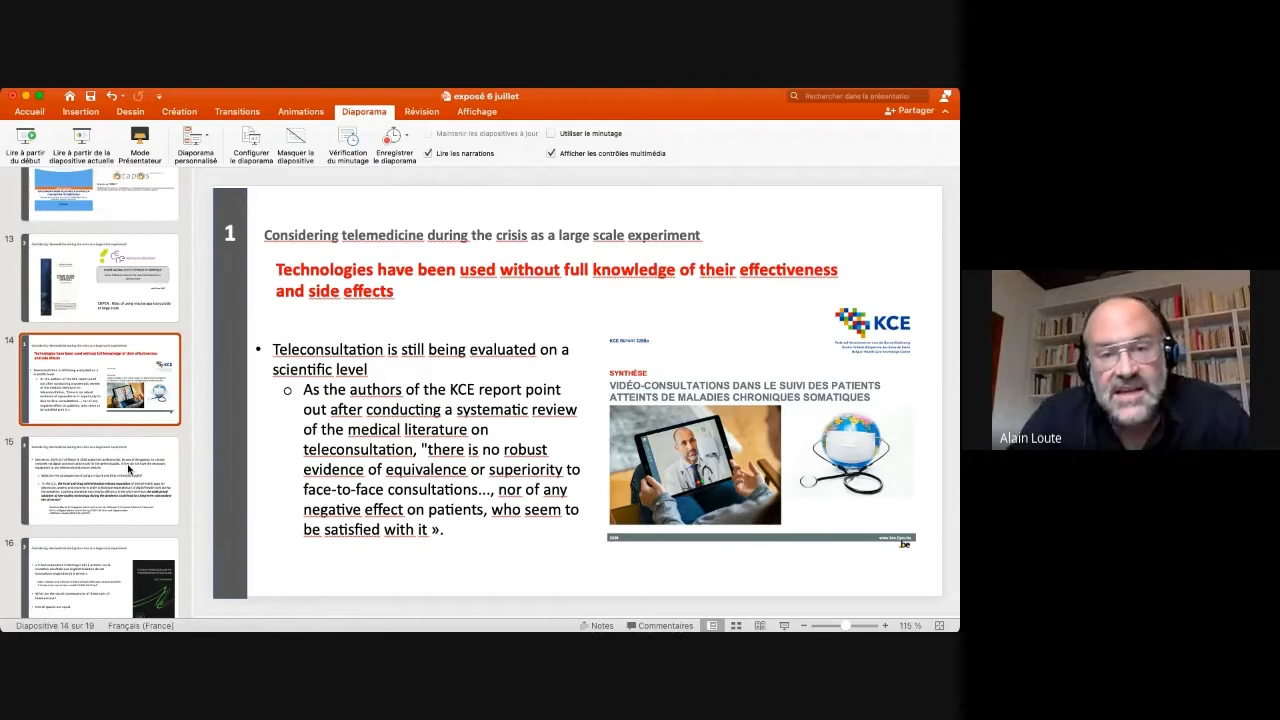 exposé 6 juillet
Rechercher dans la présentation
Accueil
Insertion
Dessin
Création
Transitions
Animations
Diaporama
Révision
Affichage
Partager
Lire à partir
du début
Lire à partir de la
diapositive actuelle
Mode
Présentateur
Diaporama
personnalisé
Configurer
le diaporama
Masquer la
diapositive
Vérification
du minutage
Enregistrer
le diaporama
Maintenir les diapositives à jour
Utiliser le minutage
Lire les narrations
Afficher les contrôles multimédia
13
14
15
16
1
Considering telemedicine during the crisis as a large scale experiment
Technologies have been used without full knowledge of their effectiveness
and side effects
• Teleconsultation is still being evaluated on a
scientific level
o As the authors of the KCE report point
out after conducting a systematic review
of the medical literature on
teleconsultation, "there is no robust
evidence of equivalence or superiority to
face-to-face consultations..., nor of any
negative effect on patients, who seem to
be satisfied with it ».
KCE
SYNTHÈSE
VIDÉO-CONSULTATIONS DANS LE SUIVI DES PATIENTS
ATTEINTS DE MALADIES CHRONIQUES SOMATIQUES
2020
.be
Alain Loute
Diapositive 14 sur 19
Français (France)
Notes
Commentaires
115 %